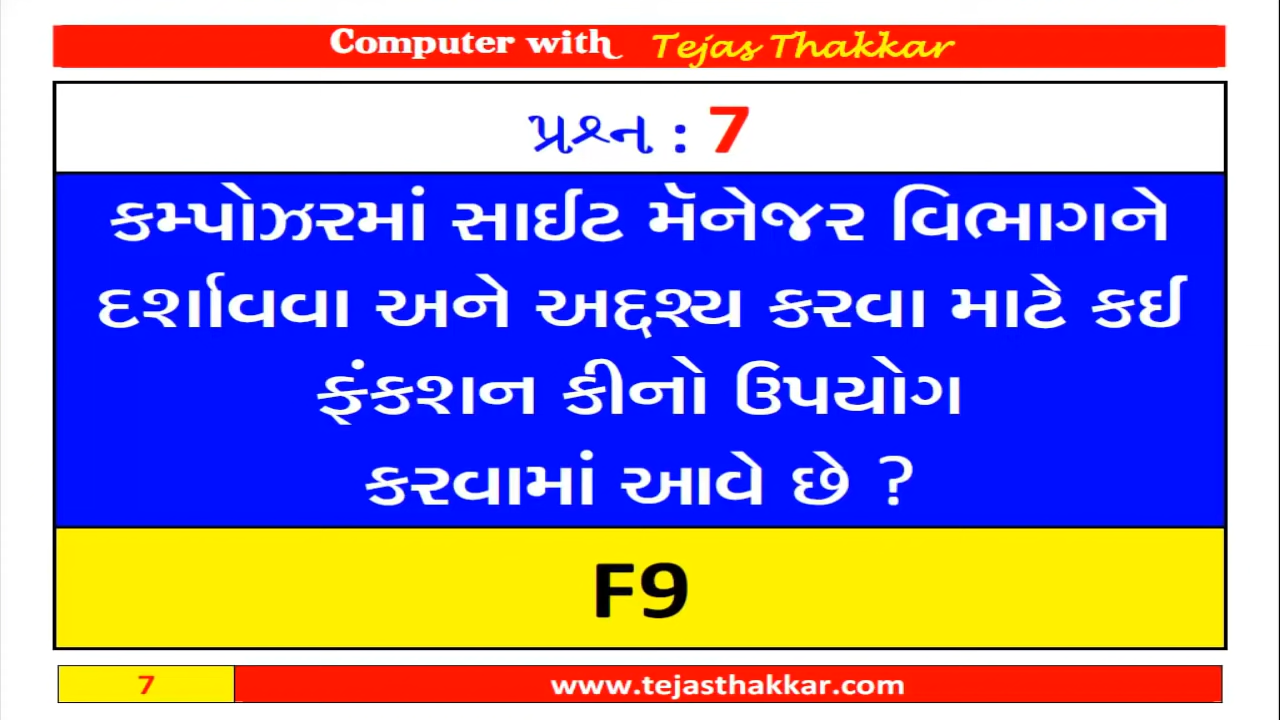 Computer with Tejas Thakkar
પ્રશ્ન : 7
કમ્પોઝરમાં સાઈટ મૅનેજર વિભાગને
દર્શાવવા અને અદ્દશ્ય કરવા માટે કઈ
ફંકશન કીનો ઉપયોગ
કરવામાં આવે છે ?
F9
7 www.tejasthakkar.com